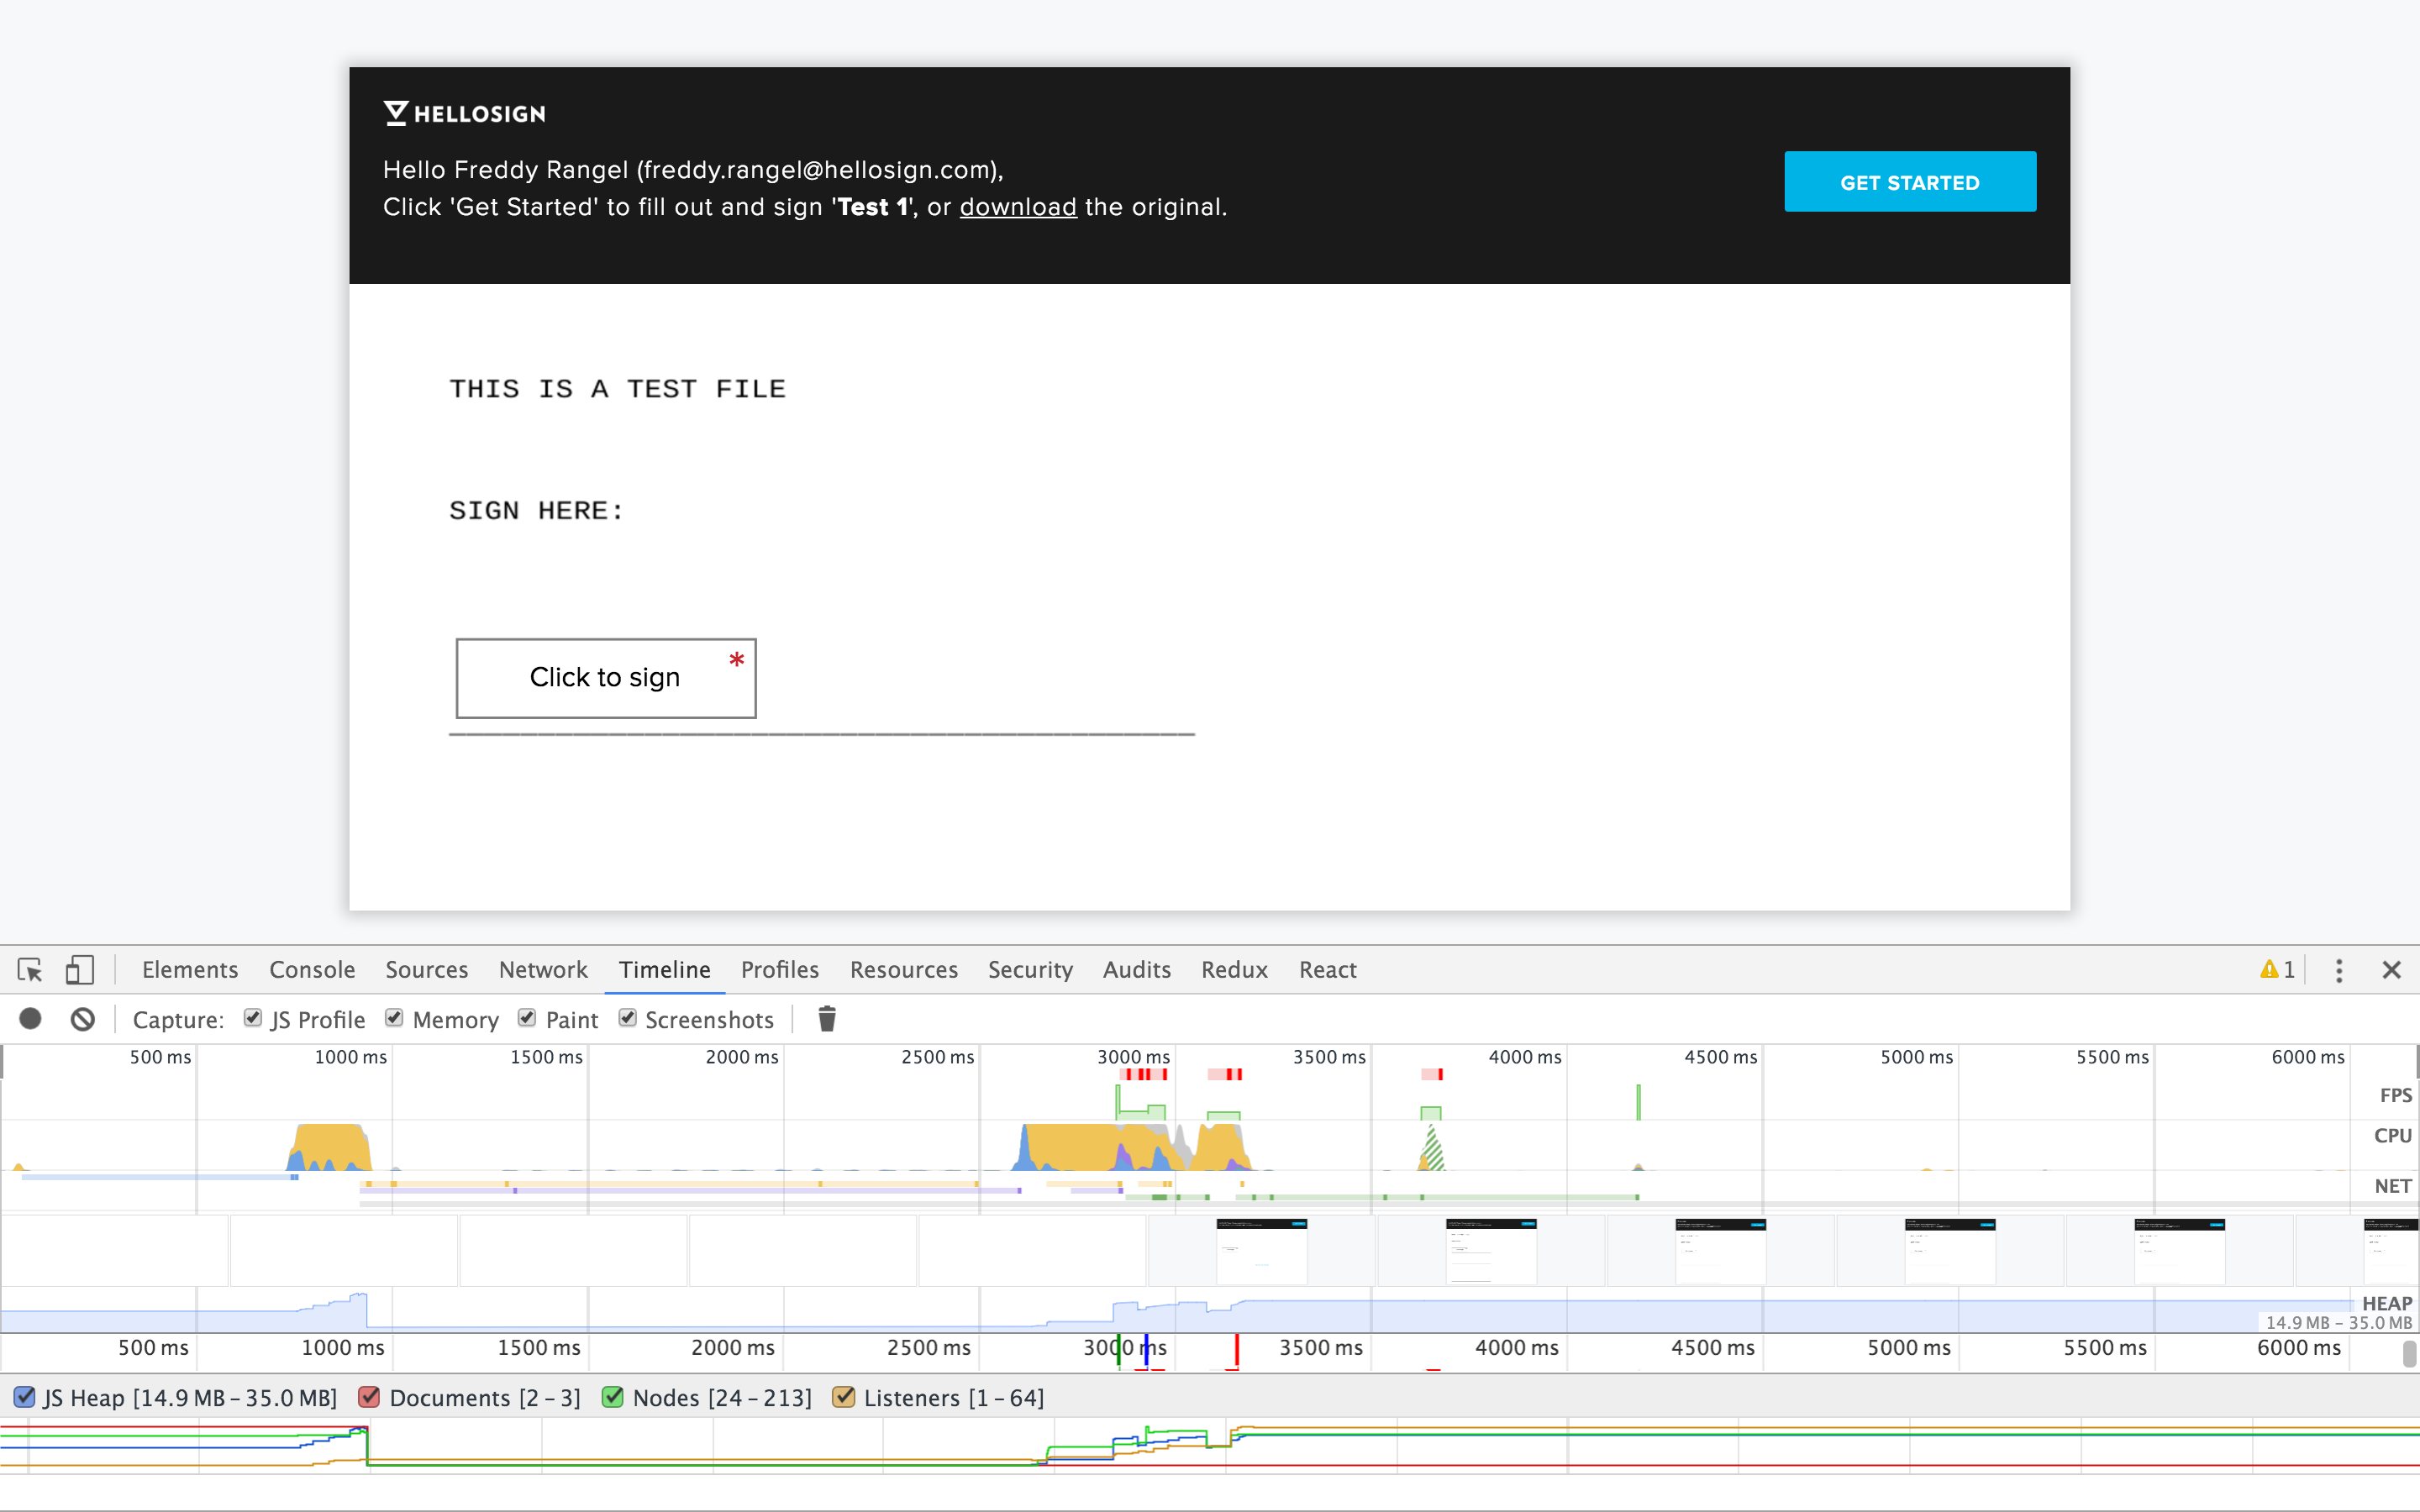 HELLOSIGN
Hello Freddy Rangel (freddy.rangel@hellosign.com),
Click 'Get Started' to fill out and sign 'Test 1', or download the original.
GET STARTED
THIS IS A TEST FILE
SIGN HERE:
Click to sign *
Elements Console Sources Network Timeline Profiles Resources Security Audits Redux React 1
Capture: JS Profile Memory Paint Screenshots
500 ms 1000 ms 1500 ms 2000 ms 2500 ms 3000 ms 3500 ms 4000 ms 4500 ms 5000 ms 5500 ms 6000 ms
FPS
CPU
NET
HEAP
14.9 MB – 35.0 MB
500 ms 1000 ms 1500 ms 2000 ms 2500 ms 3000 ms 3500 ms 4000 ms 4500 ms 5000 ms 5500 ms 6000 ms
JS Heap [14.9 MB – 35.0 MB] Documents [2 – 3] Nodes [24 – 213] Listeners [1 – 64]